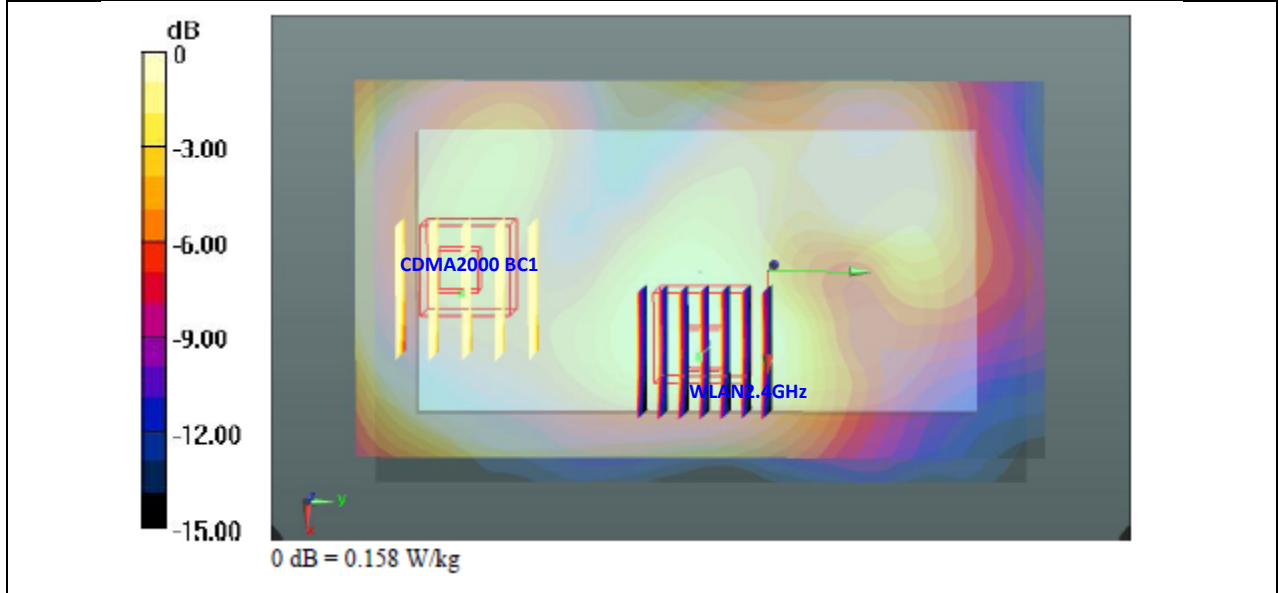 dB
0
-3.00
-6.00
-9.00
-12.00
-15.00
CDMA2000 BC1
WLAN2.4GHz
z
y
x
0 dB = 0.158 W/kg